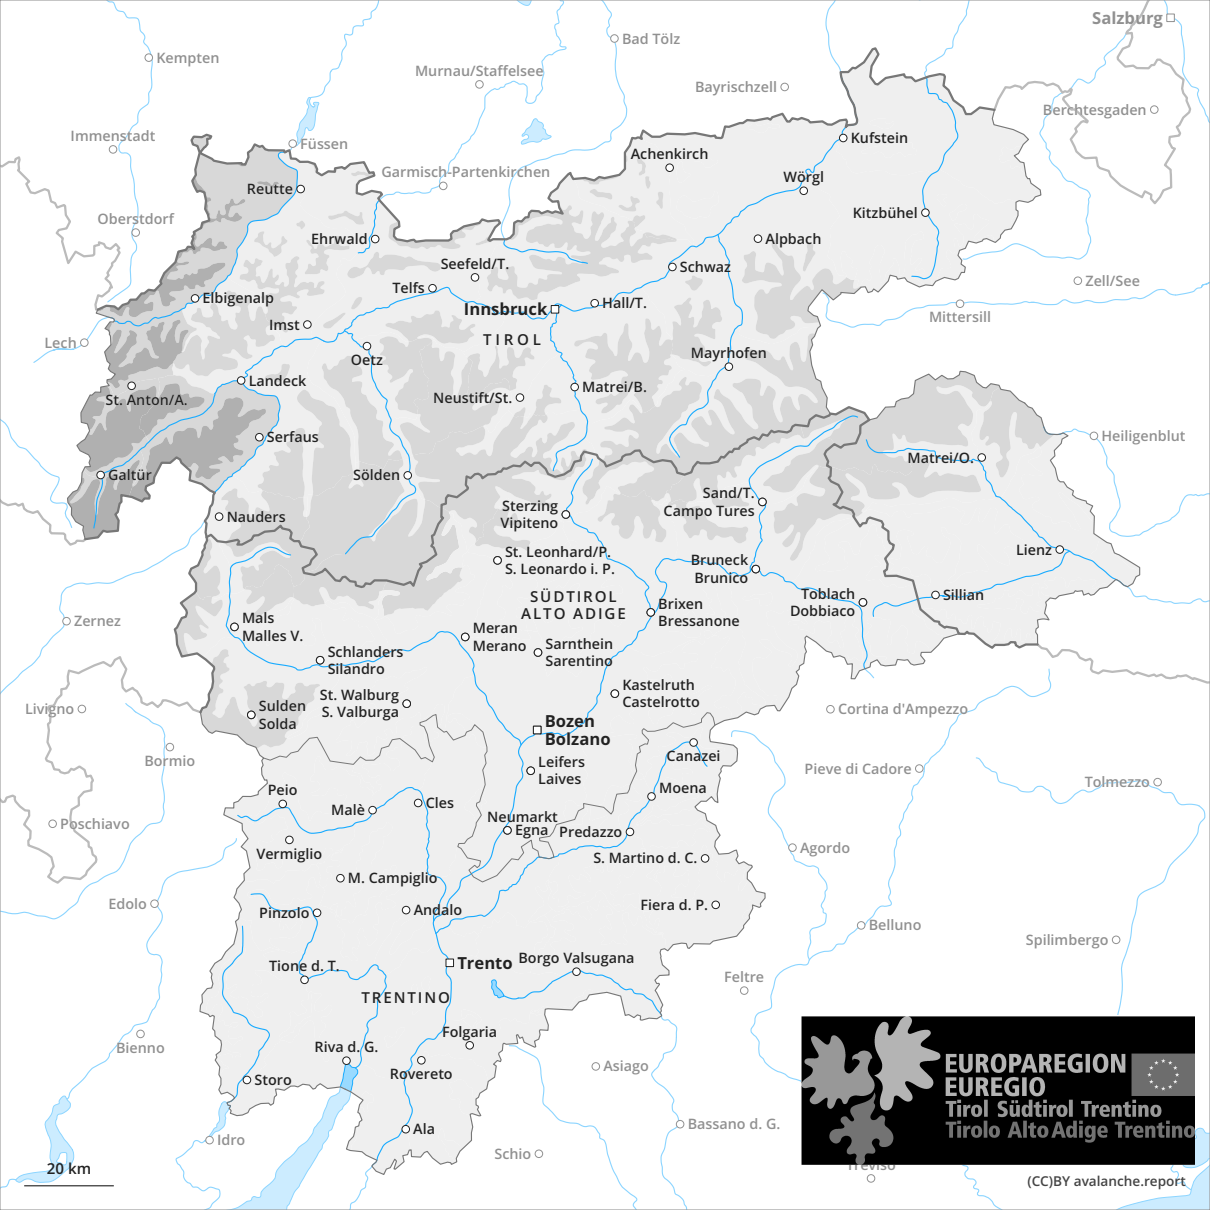 Salzburg
Bad Tölz
Kempten
Murnau/Staffelsee
Bayrischzell
Berchtesgaden
Immenstadt
Füssen
Kufstein
Achenkirch
Garmisch-Partenkirchen
Wörgl
Reutte
Oberstdorf
Kitzbühel
Ehrwald
Alpbach
Seefeld/T.
Schwaz
Zell/See
Telfs
Elbigenalp
Hall/T.
Innsbruck
Mittersill
Imst
TIROL
Lech
Mayrhofen
Oetz
Landeck
Matrei/B.
St. Anton/A.
Neustift/St.
Serfaus
Heiligenblut
Matrei/O.
Galtür
Sölden
Sand/T.
Campo Tures
Sterzing
Vipiteno
Nauders
Lienz
St. Leonhard/P.
S. Leonardo i. P.
Bruneck
Brunico
SÜDTIROL
ALTO ADIGE
Toblach
Dobbiaco
Sillian
Brixen
Bressanone
Zernez
Mals
Malles V.
Meran
Merano
Sarnthein
Sarentino
Schlanders
Silandro
Kastelruth
Castelrotto
St. Walburg
S. Valburga
Livigno
Sulden
Solda
Cortina d'Ampezzo
Bozen
Bolzano
Canazei
Bormio
Leifers
Laives
Pieve di Cadore
Tolmezzo
Peio
Moena
Malè
Cles
Neumarkt
Egna
Predazzo
Poschiavo
Vermiglio
Agordo
S. Martino d. C.
M. Campiglio
Edolo
Pinzolo
Andalo
Fiera d. P.
Belluno
Spilimbergo
Trento
Borgo Valsugana
Tione d. T.
Feltre
TRENTINO
Folgaria
Bienno
Riva d. G.
Rovereto
Asiago
Storo
EUROPAREGION
EUREGIO
Tirol Südtirol Trentino
Tirolo Alto Adige Trentino
Ala
Bassano d. G.
Idro
Schio
Treviso
20 km
(CC)BY avalanche.report